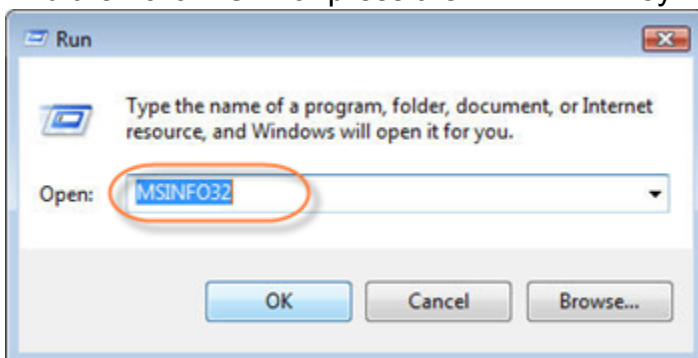 Run
Type the name of a program, folder, document, or Internet
resource, and Windows will open it for you.
Open: MSINFO32
OK Cancel Browse...